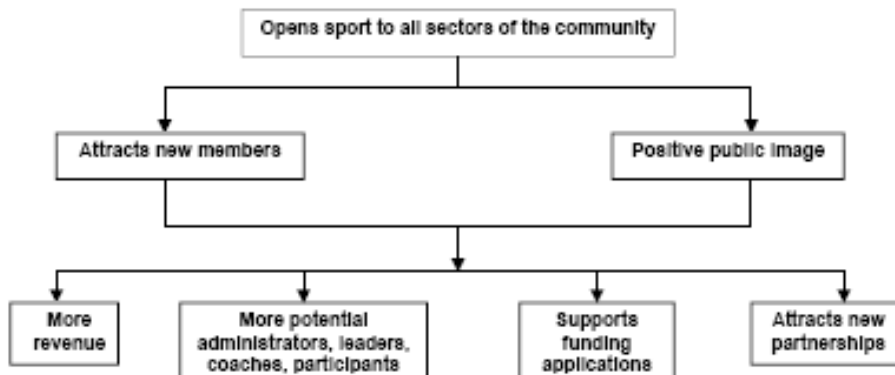 Opens sport to all sectors of the community
Attracts new members
Positive public image
More
revenue
More potential
administrators, leaders,
coaches, participants
Supports
funding
applications
Attracts new
partnerships